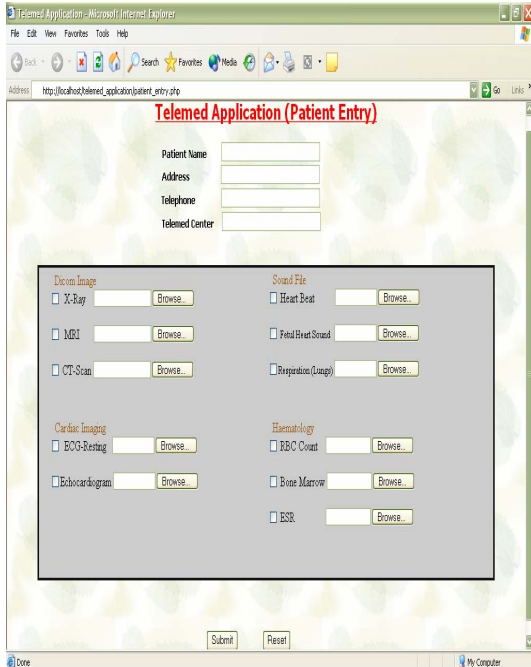 Telemed Application - Microsoft Internet Explorer
File Edit View Favorites Tools Help
Back Search Favorites Media
Address http://localhost/telemed_application/patient_entry.php Go Links
Telemed Application (Patient Entry)
Patient Name
Address
Telephone
Telemed Center
Dicom Image Sound File
X-Ray Browse... Heart Beat Browse...
MRI Browse... Fetul Heart Sound Browse...
CT-Scan Browse... Respiration (Lungs) Browse...
Cardiac Imaging Haematology
ECG-Resting Browse... RBC Count Browse...
Echocardiogram Browse... Bone Marrow Browse...
ESR Browse...
Submit Reset
Done My Computer